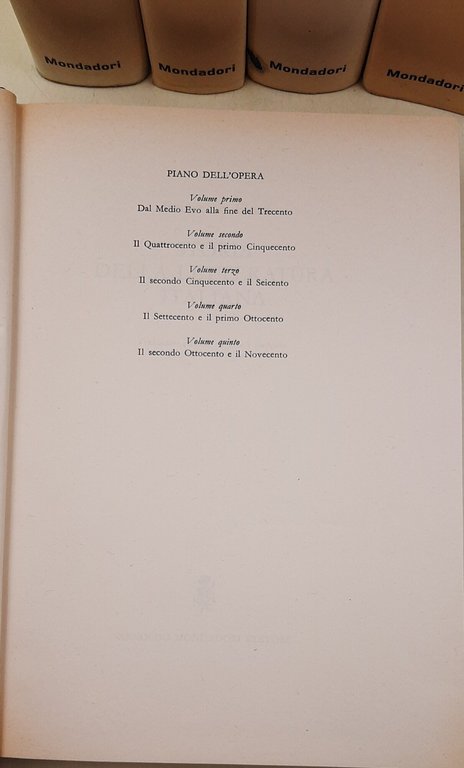 Mondadori
Mondadori
Mondadori
Mondadori
PIANO DELL'OPERA
Volume primo
Dal Medio Evo alla fine del Trecento
Volume secondo
Il Quattrocento e il primo Cinquecento
Volume terzo
Il secondo Cinquecento e il Seicento
Volume quarto
Il Settecento e il primo Ottocento
Volume quinto
Il secondo Ottocento e il Novecento